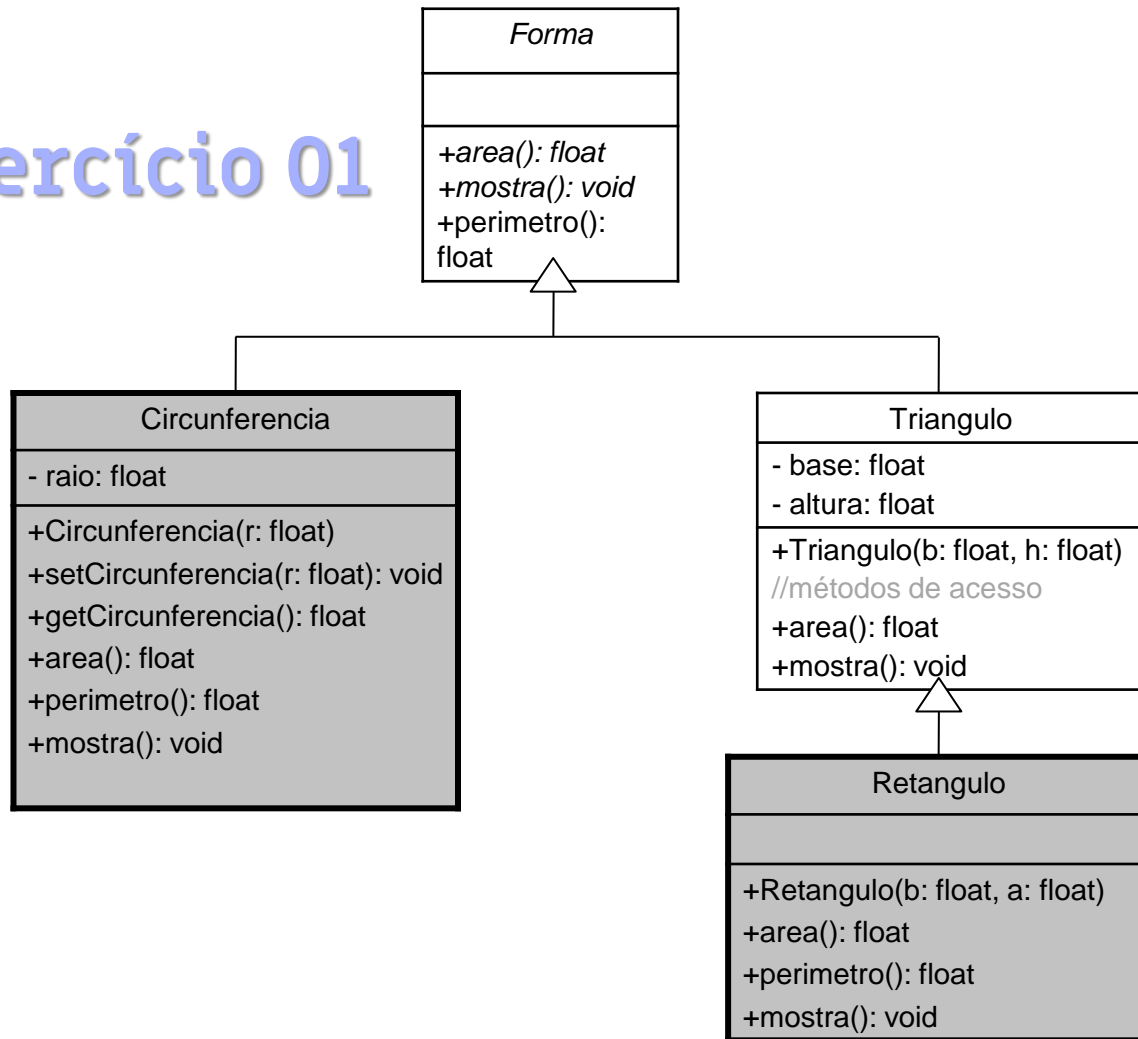 Forma
ercício 01
+area(): float
+mostra(): void
+perimetro():
float
Circunferencia
- raio: float
+Circunferencia(r: float)
+setCircunferencia(r: float): void
+getCircunferencia(): float
+area(): float
+perimetro(): float
+mostra(): void
Triangulo
- base: float
- altura: float
+Triangulo(b: float, h: float)
//métodos de acesso
+area(): float
+mostra(): void
Retangulo
+Retangulo(b: float, a: float)
+area(): float
+perimetro(): float
+mostra(): void